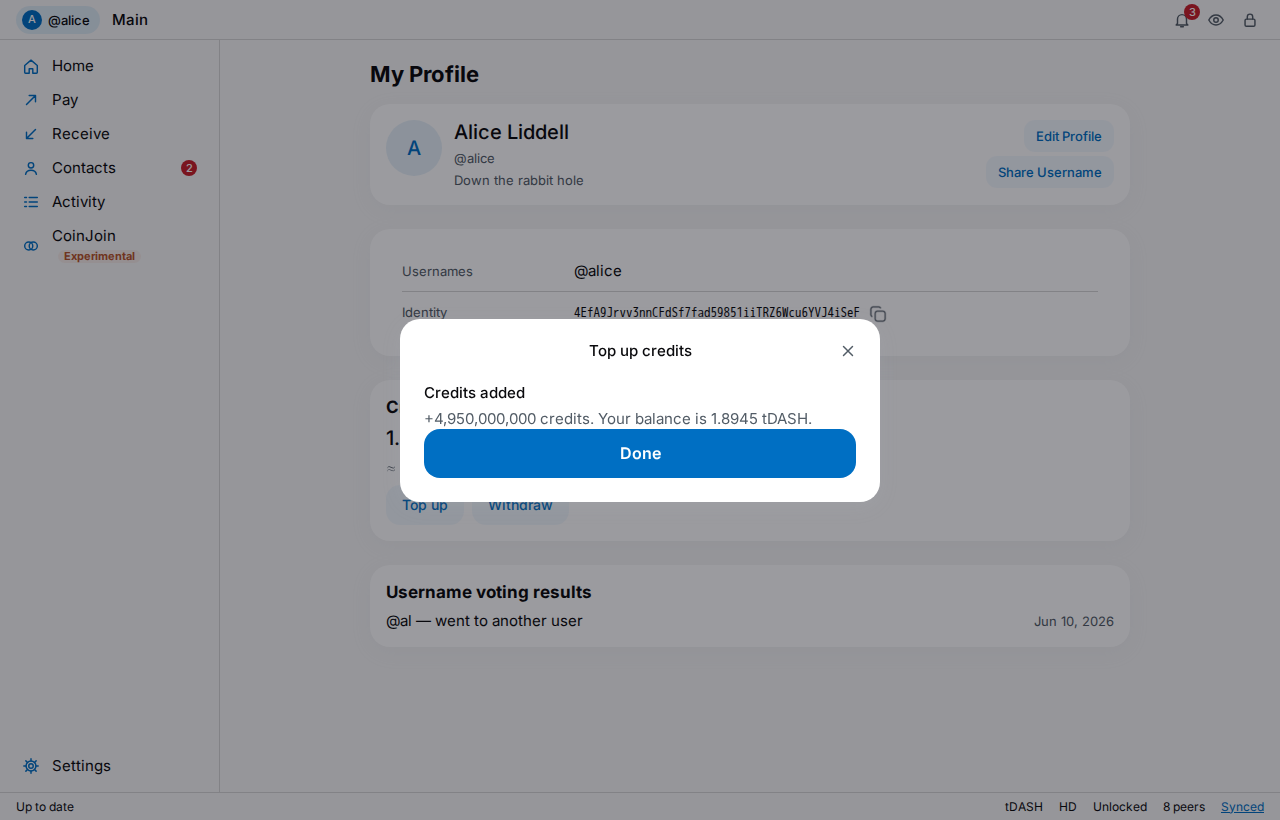 A @alice Main 3
Home
Pay
Receive
Contacts 2
Activity
CoinJoin
Experimental
Settings
My Profile
A
Alice Liddell
@alice
Down the rabbit hole
Edit Profile
Share Username
Usernames @alice
Identity 4EfA9Jrvv3nnCFdSf7fad59851iiTRZ6Wcu6YVJ4iSeF
Top up credits
Credits added
+4,950,000,000 credits. Your balance is 1.8945 tDASH.
Done
C
1.
≈
Top up Withdraw
Username voting results
@al — went to another user Jun 10, 2026
Up to date tDASH HD Unlocked 8 peers Synced